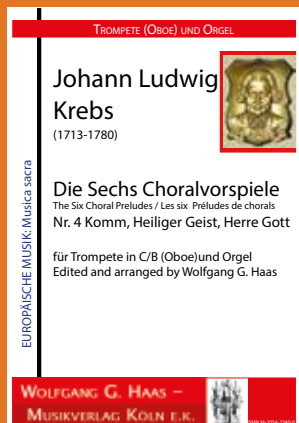 TROMPETE (OBOE) UND ORGEL
Johann Ludwig
Krebs
(1713-1780)
Die Sechs Choralvorspiele
The Six Choral Preludes / Les six Préludes de chorals
Nr. 4 Komm, Heiliger Geist, Herre Gott
für Trompete in C/B (Oboe)und Orgel
Edited and arranged by Wolfgang G. Haas
EUROPÄISCHE MUSIK: Musica sacra
WOLFGANG G. HAAS –
MUSIKVERLAG KÖLN E.K.